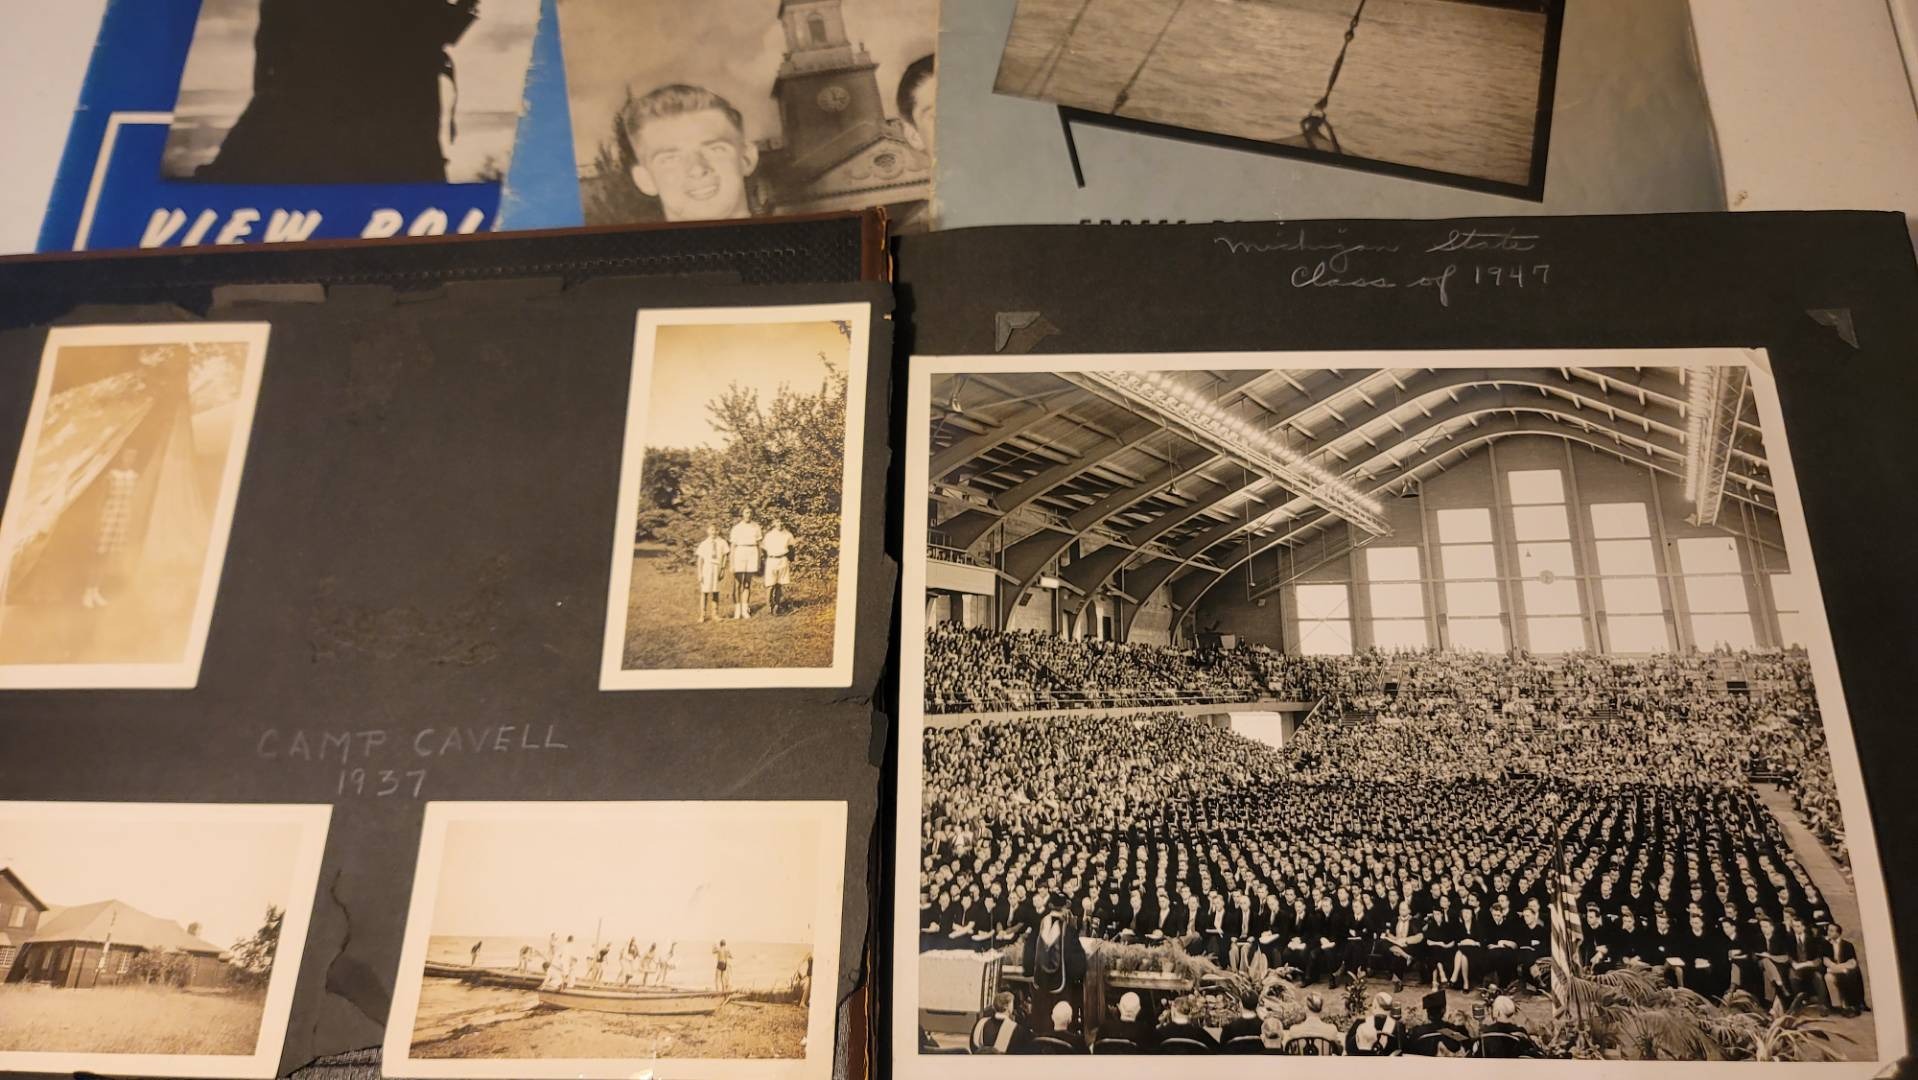 VIEW
Michigan State
Class of 1947
CAMP CAVELL
1937